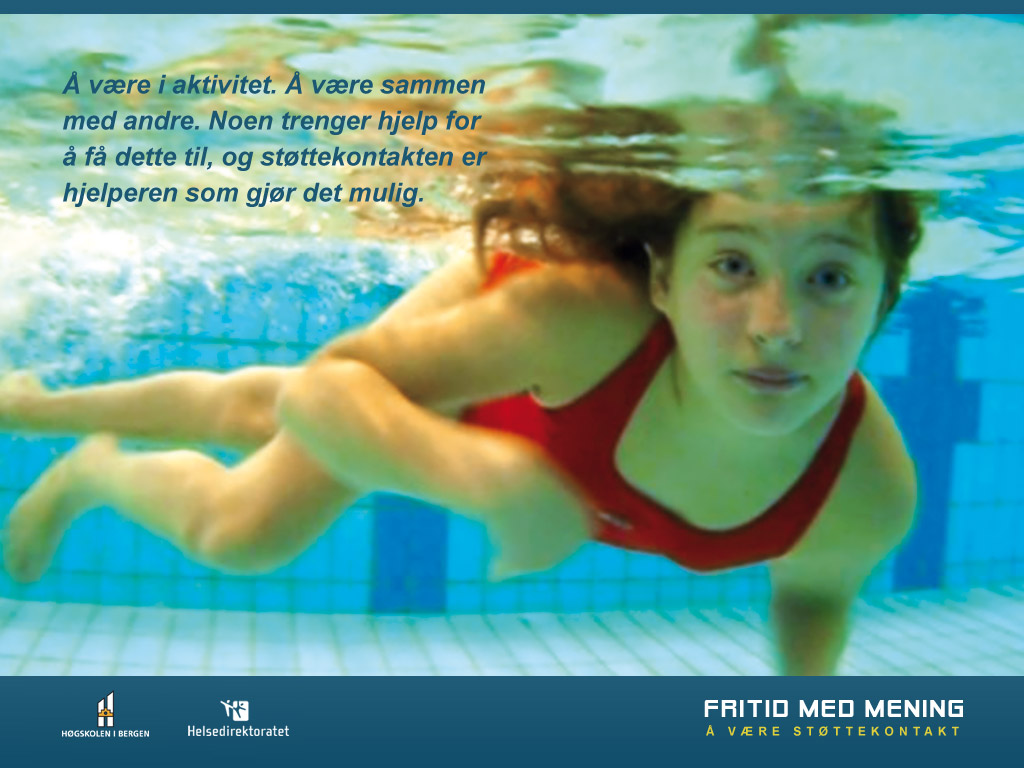 Å være i aktivitet. Å være sammen
med andre. Noen trenger hjelp for
å få dette til, og støttekontakten er
hjelperen som gjør det mulig.
HØGSKOLEN I BERGEN
Helsedirektoratet
FRITID MED MENING
Å VÆRE STØTTEKONTAKT